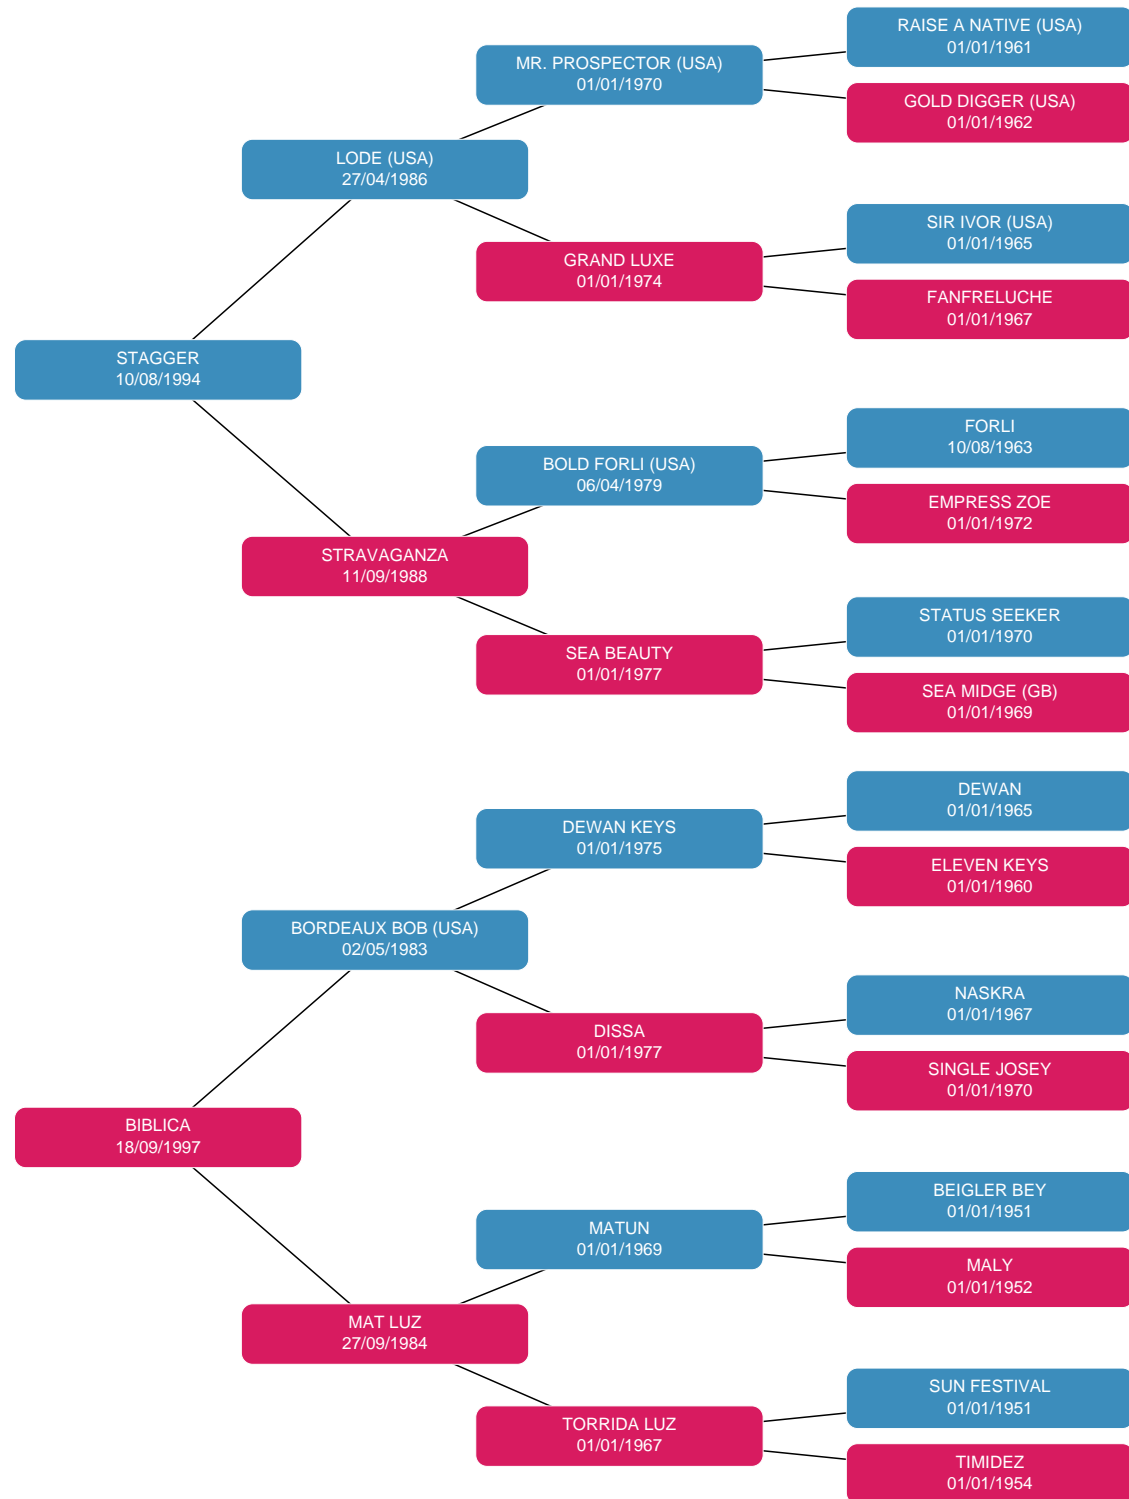 RAISE A NATIVE (USA)
01/01/1961
MR. PROSPECTOR (USA)
01/01/1970
GOLD DIGGER (USA)
01/01/1962
LODE (USA)
27/04/1986
SIR IVOR (USA)
01/01/1965
GRAND LUXE
01/01/1974
FANFRELUCHE
01/01/1967
STAGGER
10/08/1994
FORLI
10/08/1963
BOLD FORLI (USA)
06/04/1979
EMPRESS ZOE
01/01/1972
STRAVAGANZA
11/09/1988
STATUS SEEKER
01/01/1970
SEA BEAUTY
01/01/1977
SEA MIDGE (GB)
01/01/1969
DEWAN
01/01/1965
DEWAN KEYS
01/01/1975
ELEVEN KEYS
01/01/1960
BORDEAUX BOB (USA)
02/05/1983
NASKRA
01/01/1967
DISSA
01/01/1977
SINGLE JOSEY
01/01/1970
BIBLICA
18/09/1997
BEIGLER BEY
01/01/1951
MATUN
01/01/1969
MALY
01/01/1952
MAT LUZ
27/09/1984
SUN FESTIVAL
01/01/1951
TORRIDA LUZ
01/01/1967
TIMIDEZ
01/01/1954